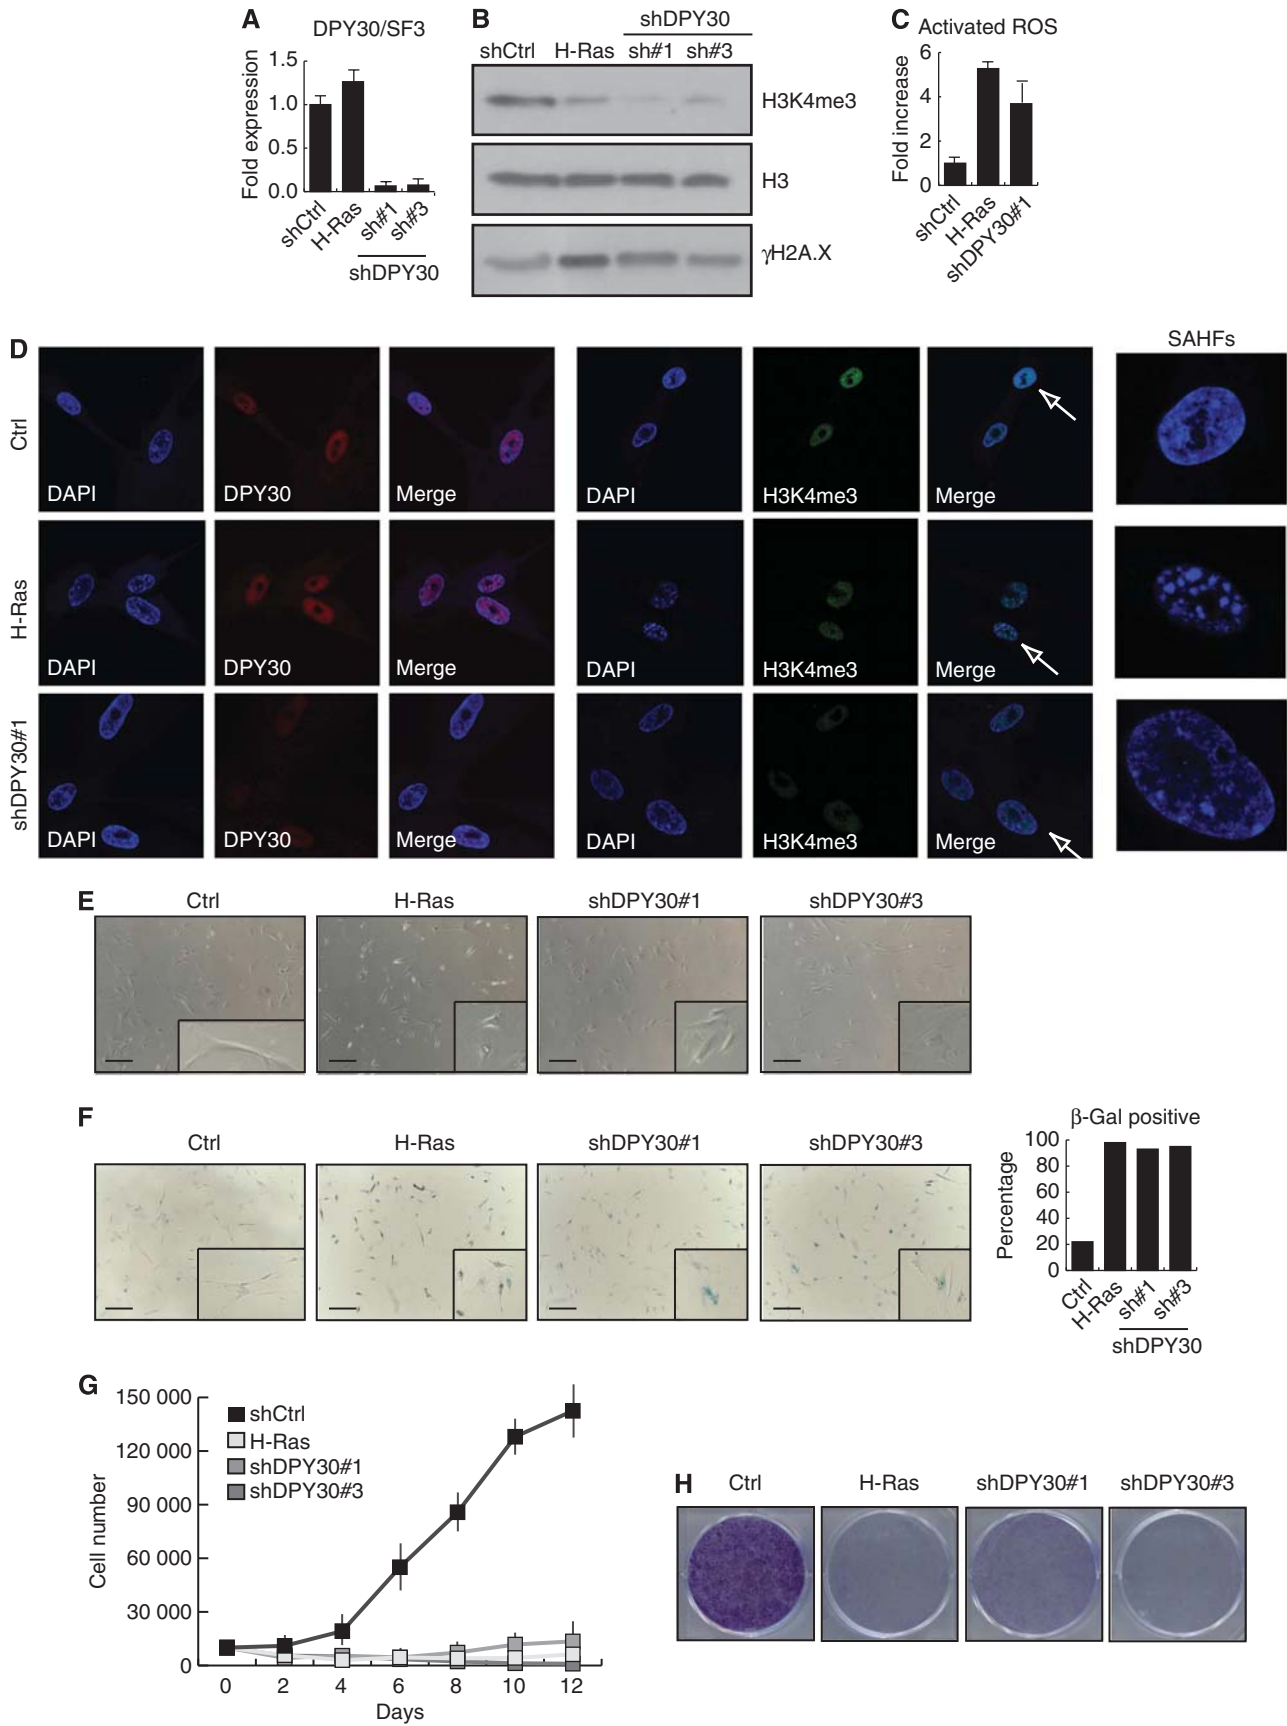 A
DPY30/SF3
Fold expression
1.5
1.0
0.5
0.0
shCtrl
H-Ras
sh#1
sh#3
shDPY30
B
shDPY30
shCtrl H-Ras sh#1 sh#3
H3K4me3
H3
γH2A.X
C
Activated ROS
Fold increase
6
4
2
0
shCtrl
H-Ras
shDPY30#1
D
SAHFs
Ctrl
DAPI DPY30 Merge DAPI H3K4me3 Merge
H-Ras
DAPI DPY30 Merge DAPI H3K4me3 Merge
shDPY30#1
DAPI DPY30 Merge DAPI H3K4me3 Merge
E
Ctrl H-Ras shDPY30#1 shDPY30#3
F
Ctrl H-Ras shDPY30#1 shDPY30#3
β-Gal positive
Percentage
100
80
60
40
20
0
Ctrl
H-Ras
sh#1
sh#3
shDPY30
G
Cell number
150 000
120 000
90 000
60 000
30 000
0
shCtrl
H-Ras
shDPY30#1
shDPY30#3
0 2 4 6 8 10 12
Days
H
Ctrl H-Ras shDPY30#1 shDPY30#3